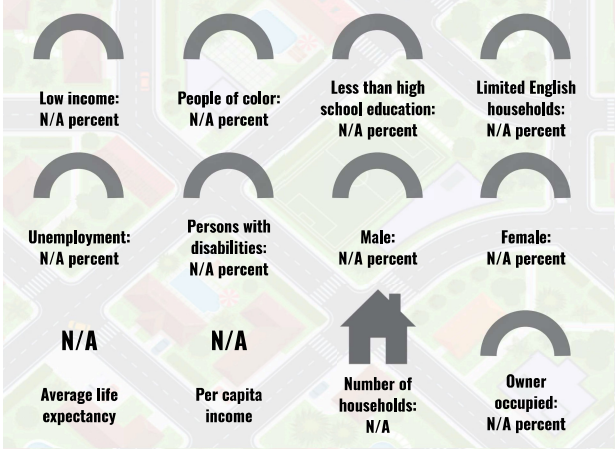 Low income:
N/A percent
People of color:
N/A percent
Less than high
school education:
N/A percent
Limited English
households:
N/A percent
Unemployment:
N/A percent
Persons with
disabilities:
N/A percent
Male:
N/A percent
Female:
N/A percent
N/A
Average life
expectancy
N/A
Per capita
income
Number of
households:
N/A
Owner
occupied:
N/A percent